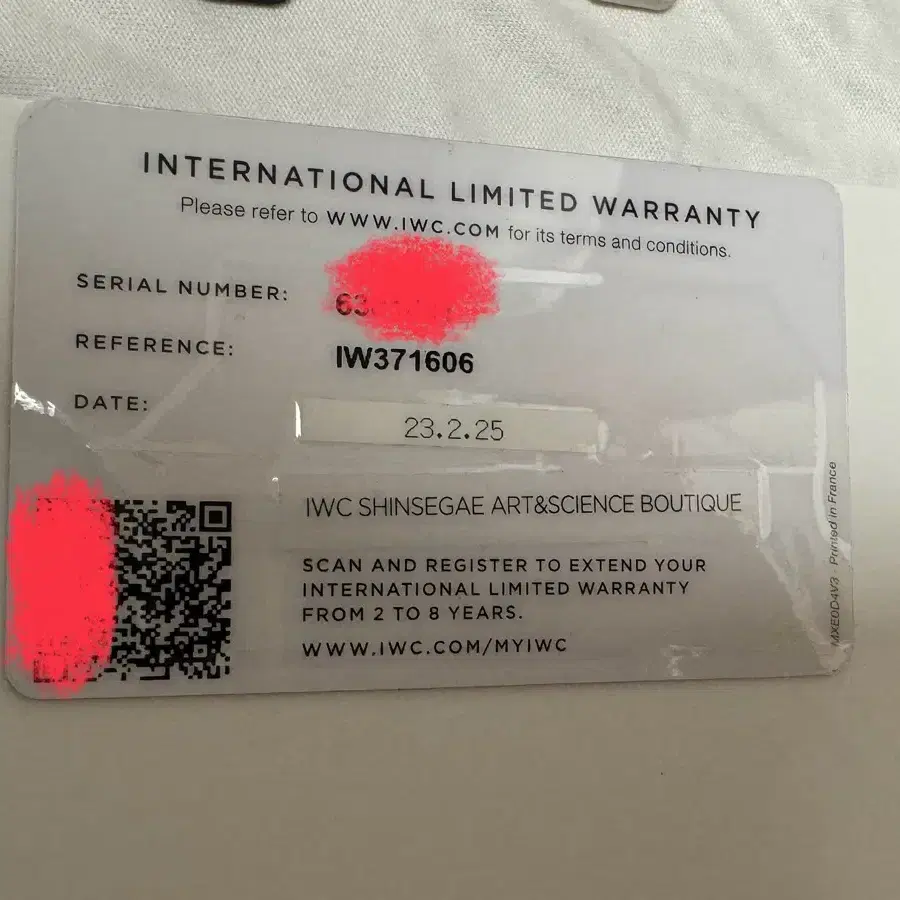 INTERNATIONAL LIMITED WARRANTY
Please refer to WWW.IWC.COM for its terms and conditions.
SERIAL NUMBER:
REFERENCE: IW371606
DATE: 23.2.25
IWC SHINSEGAE ART&SCIENCE BOUTIQUE
SCAN AND REGISTER TO EXTEND YOUR
INTERNATIONAL LIMITED WARRANTY
FROM 2 TO 8 YEARS.
WWW.IWC.COM/MYIWC
MXE0D4V3 - Printed in France